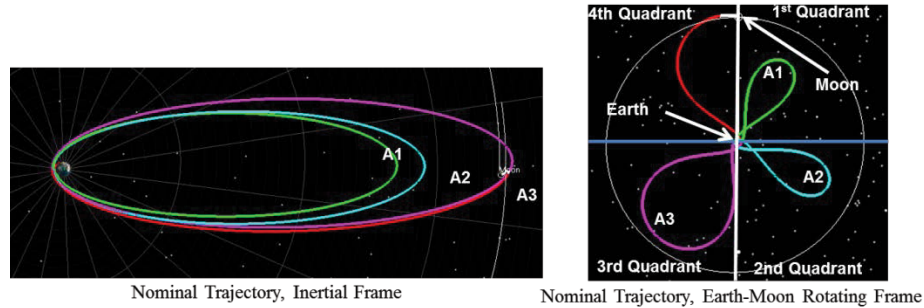 A1
A2
Moon
A3
Nominal Trajectory, Inertial Frame
4th Quadrant
1st Quadrant
A1
Moon
Earth
A2
A3
3rd Quadrant
2nd Quadrant
Nominal Trajectory, Earth-Moon Rotating Frame